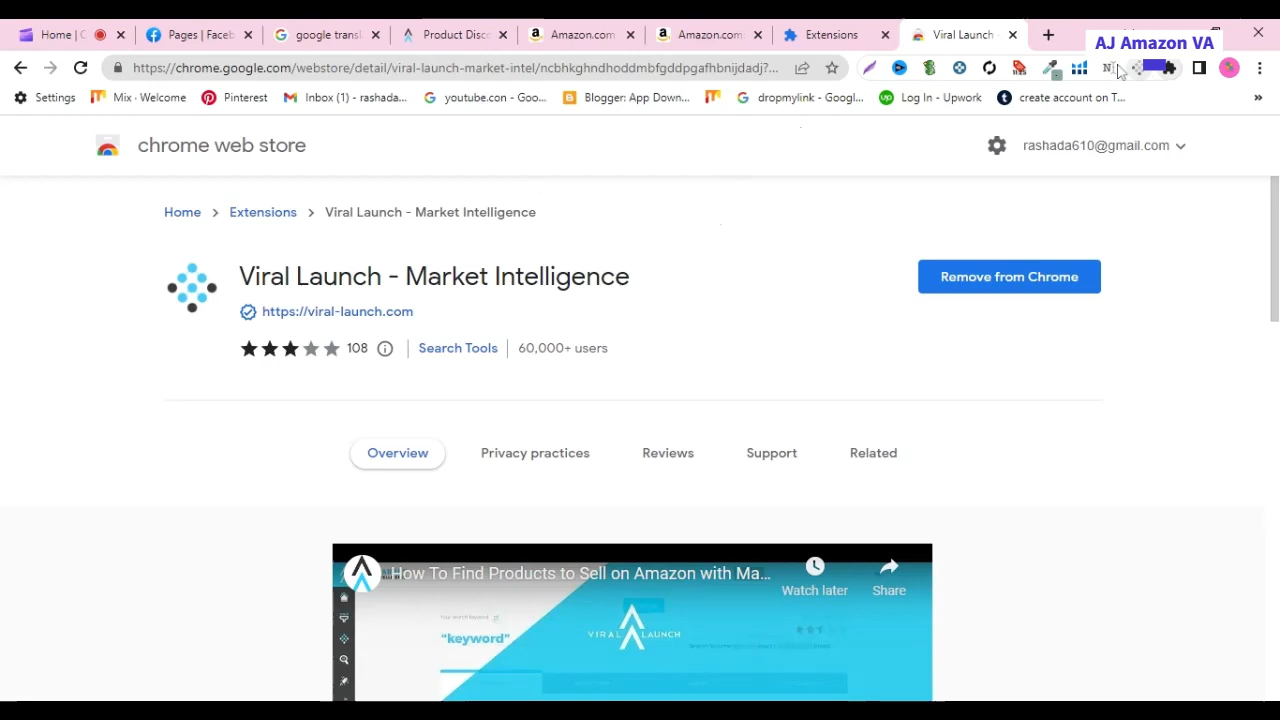 Home | C
Pages | Faceb
google transl
Product Disco
Amazon.com
Amazon.com:
Extensions
Viral Launch
AJ Amazon VA
https://chrome.google.com/webstore/detail/viral-launch-market-intel/ncbhkghndhoddmbfgddpgafhbnijdadj?...
Settings
Mix · Welcome
Pinterest
Inbox (1) - rashada...
youtube.con - Goo...
Blogger: App Down...
dropmylink - Googl...
Log In - Upwork
create account on T...
»
chrome web store
rashada610@gmail.com
Home
Extensions
Viral Launch - Market Intelligence
Viral Launch - Market Intelligence
Remove from Chrome
https://viral-launch.com
108
Search Tools
60,000+ users
Overview
Privacy practices
Reviews
Support
Related
How To Find Products to Sell on Amazon with Ma...
Watch later
Share
"keyword"
VIRAL LAUNCH